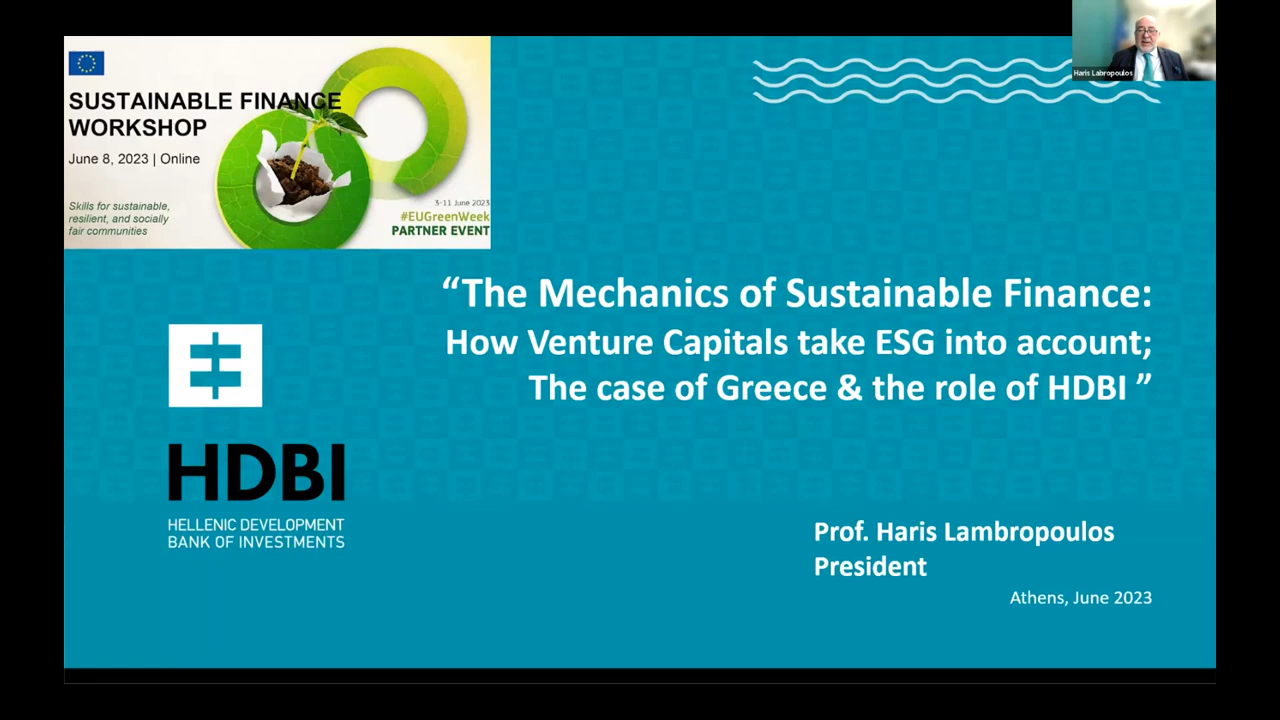 Haris Labropoulos
SUSTAINABLE FINANCE
WORKSHOP
June 8, 2023 | Online
Skills for sustainable,
resilient, and socially
fair communities
3-11 June 2023
#EUGreenWeek
PARTNER EVENT
“The Mechanics of Sustainable Finance:
How Venture Capitals take ESG into account;
The case of Greece & the role of HDBI ”
HDBI
HELLENIC DEVELOPMENT
BANK OF INVESTMENTS
Prof. Haris Lambropoulos
President
Athens, June 2023